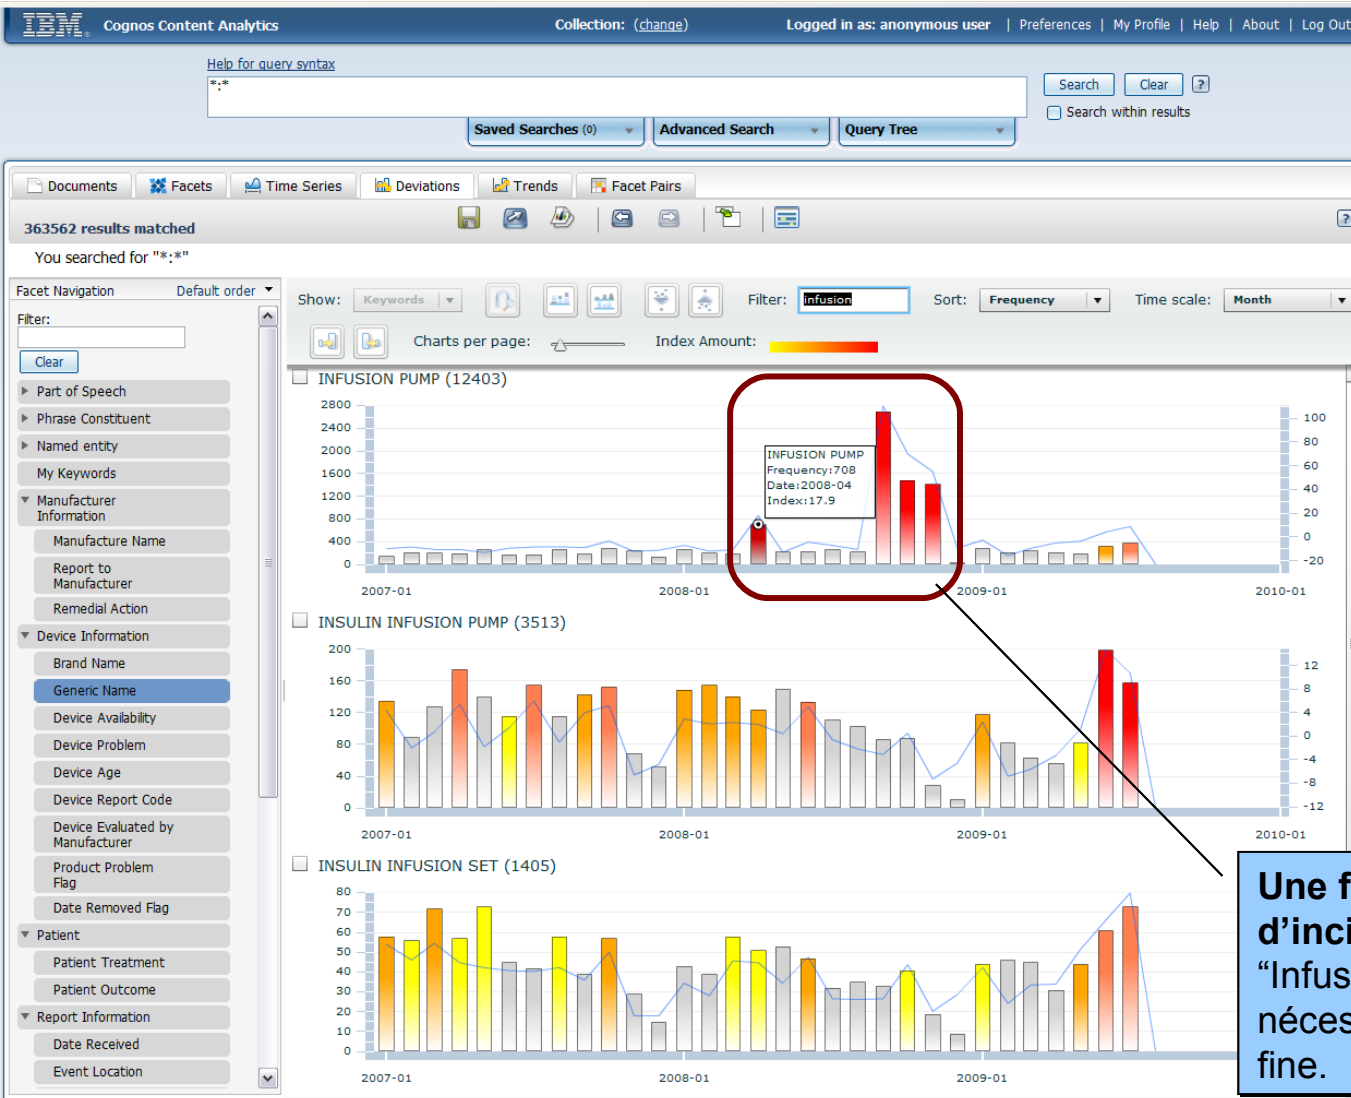 IBM® Cognos Content Analytics
Collection: (change)
Logged in as: anonymous user | Preferences | My Profile | Help | About | Log Out
Help for query syntax
*:*
Search
Clear
?
Search within results
Saved Searches (0)
Advanced Search
Query Tree
Documents
Facets
Time Series
Deviations
Trends
Facet Pairs
363562 results matched
?
You searched for "*:*"
Facet Navigation
Default order
Filter:
Clear
Part of Speech
Phrase Constituent
Named entity
My Keywords
Manufacturer
Information
Manufacture Name
Report to
Manufacturer
Remedial Action
Device Information
Brand Name
Generic Name
Device Availability
Device Problem
Device Age
Device Report Code
Device Evaluated by
Manufacturer
Product Problem
Flag
Date Removed Flag
Patient
Patient Treatment
Patient Outcome
Report Information
Date Received
Event Location
Show:
Keywords
Filter:
infusion
Sort:
Frequency
Time scale:
Month
Charts per page:
Index Amount:
INFUSION PUMP (12403)
2800
2400
2000
1600
1200
800
400
0
100
80
60
40
20
0
-20
INFUSION PUMP
Frequency:708
Date:2008-04
Index:17.9
2007-01
2008-01
2009-01
2010-01
INSULIN INFUSION PUMP (3513)
200
160
120
80
40
0
12
8
4
0
-4
-8
-12
2007-01
2008-01
2009-01
2010-01
INSULIN INFUSION SET (1405)
80
70
60
50
40
30
20
10
0
2007-01
2008-01
2009-01
Une f
d'inci
“Infus
néces
fine.